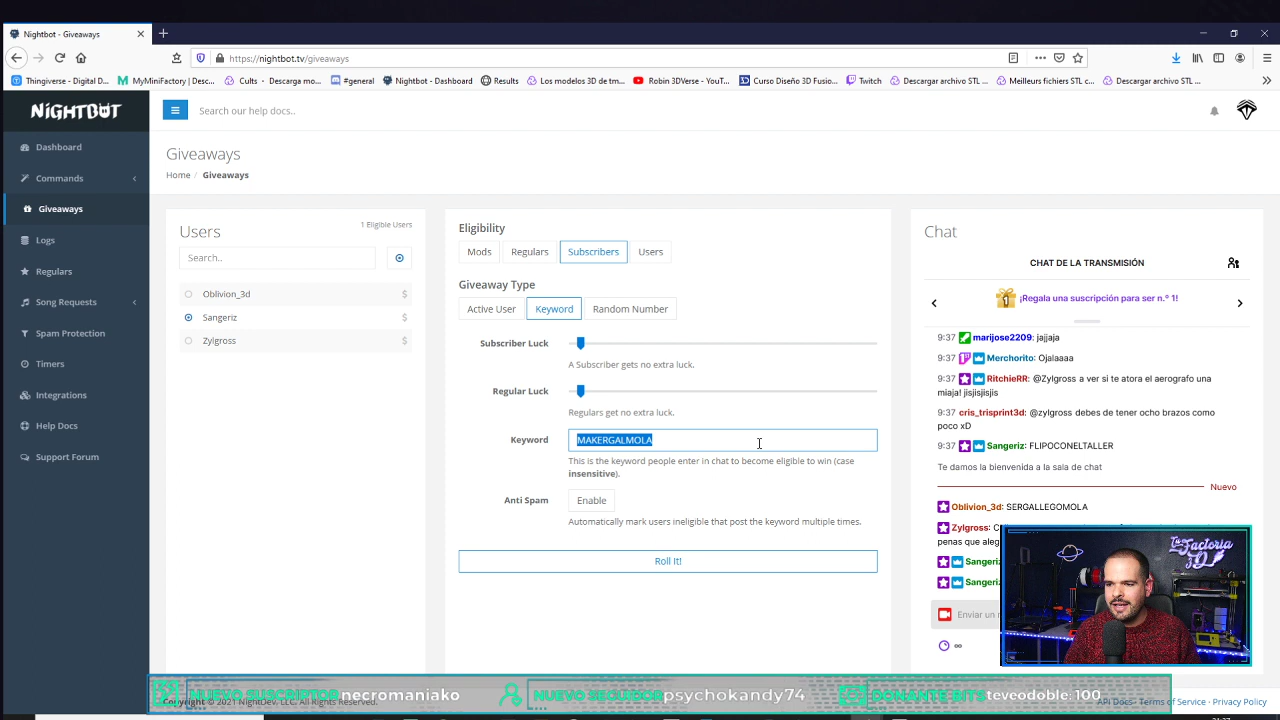 Nightbot - Giveaways
https://nightbot.tv/giveaways
Thingiverse - Digital D... MyMiniFactory | Desc... Cults · Descarga mo... #general Nightbot - Dashboard Results Los modelos 3D de tm... Robin 3DVerse - YouT... Curso Diseño 3D Fusio... Twitch Descargar archivo STL ... Meilleurs fichiers STL c... Descargar archivo STL ...
NIGHTBOT
Search our help docs..
Dashboard
Commands
Giveaways
Logs
Regulars
Song Requests
Spam Protection
Timers
Integrations
Help Docs
Support Forum
Giveaways
Home / Giveaways
Users
1 Eligible Users
Search..
Oblivion_3d $
Sangeriz $
Zylgross $
Eligibility
Mods Regulars Subscribers Users
Giveaway Type
Active User Keyword Random Number
Subscriber Luck
A Subscriber gets no extra luck.
Regular Luck
Regulars get no extra luck.
Keyword MAKERGALMOLA
This is the keyword people enter in chat to become eligible to win (case
insensitive).
Anti Spam Enable
Automatically mark users ineligible that post the keyword multiple times.
Roll It!
Chat
CHAT DE LA TRANSMISIÓN
¡Regala una suscripción para ser n.º 1!
9:37 marijose2209: jajjaja
9:37 Merchorito: Ojalaaaa
9:37 RitchieRR: @Zylgross a ver si te atora el aerografo una
miaja! jisjisjisjis
9:37 cris_trisprint3d: @zylgross debes de tener ocho brazos como
poco xD
9:37 Sangeriz: FLIPOCONELTALLER
Te damos la bienvenida a la sala de chat
Nuevo
Oblivion_3d: SERGALLEGOMOLA
Zylgross:
penas que aleg
Sangeriz
Sangeriz
Enviar un
∞
La Factoria 3D
NUEVO SUSCRIPTOR necromaniako NUEVO SEGUIDOR psychokandy74 DONANTE BITS teveodoble: 100
Copyright © 2021 NightDev, LLC. All Rights Reserved.
API Docs - Terms of Service - Privacy Policy